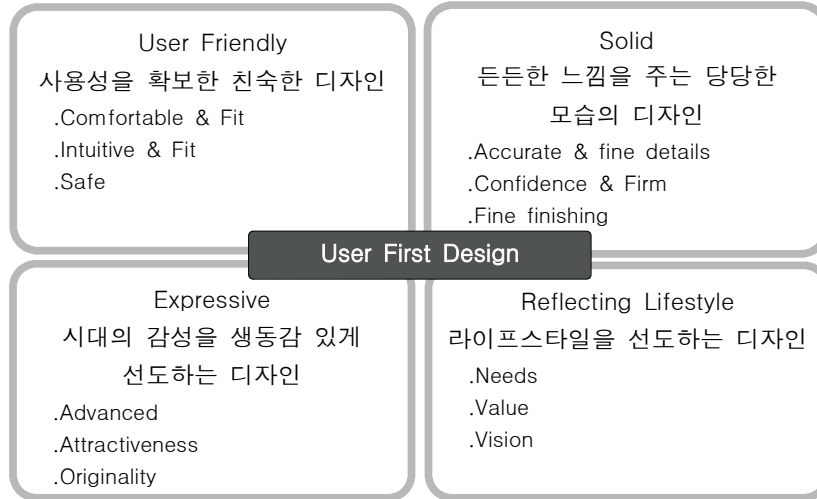 User Friendly
사용성을 확보한 친숙한 디자인
.Comfortable & Fit
.Intuitive & Fit
.Safe
Solid
든든한 느낌을 주는 당당한
모습의 디자인
.Accurate & fine details
.Confidence & Firm
.Fine finishing
User First Design
Expressive
시대의 감성을 생동감 있게
선도하는 디자인
.Advanced
.Attractiveness
.Originality
Reflecting Lifestyle
라이프스타일을 선도하는 디자인
.Needs
.Value
.Vision